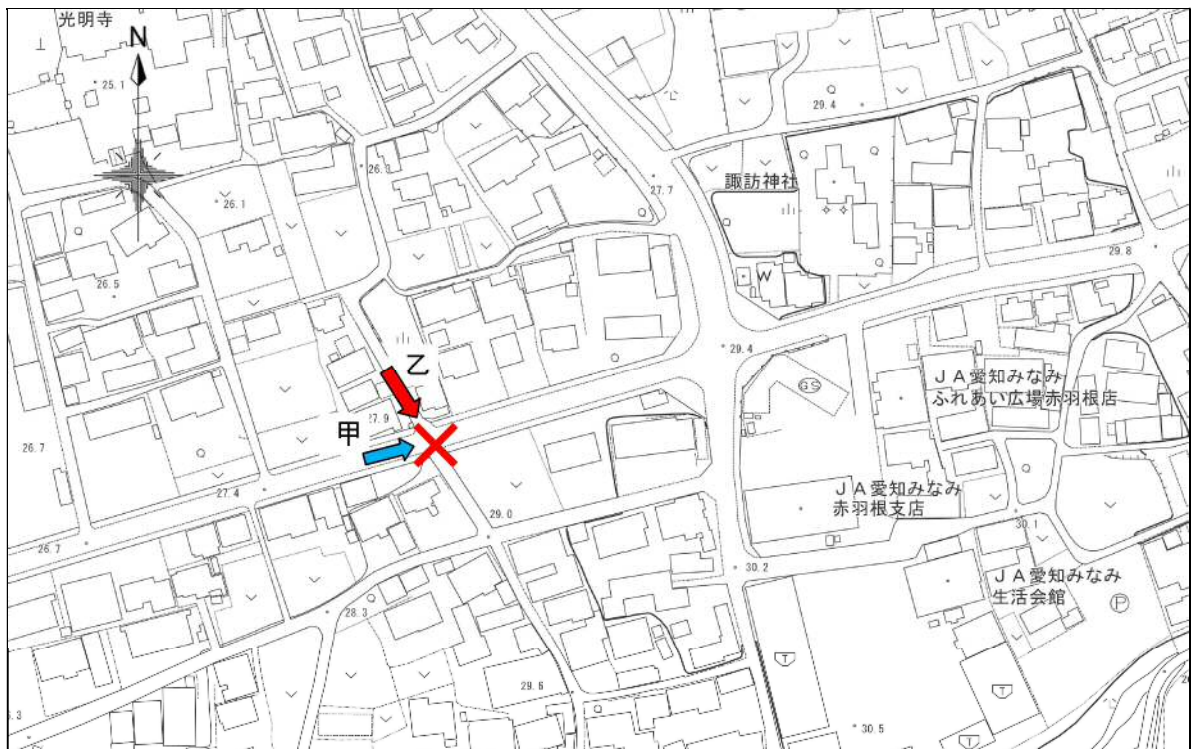 光明寺
N
25.1
29.4
26.3
諏訪神社
27.7
26.1
29.8
W
26.5
29.4
GS
JA愛知みなみ
ふれあい広場赤羽根店
乙
27.9
甲
26.7
27.4
JA愛知みなみ
赤羽根支店
29.0
30.1
26.7
30.2
JA愛知みなみ
生活会館
P
28.3
T
29.6
T
30.5
T